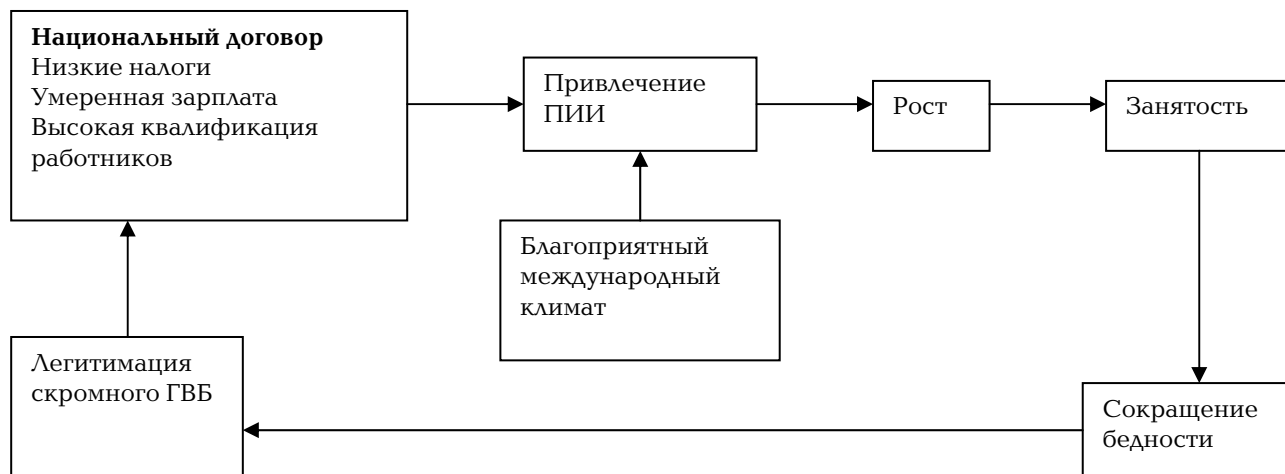 Национальный договор
Низкие налоги
Умеренная зарплата
Высокая квалификация
работников
Привлечение
ПИИ
Рост
Занятость
Благоприятный
международный
климат
Легитимация
скромного ГВБ
Сокращение
бедности